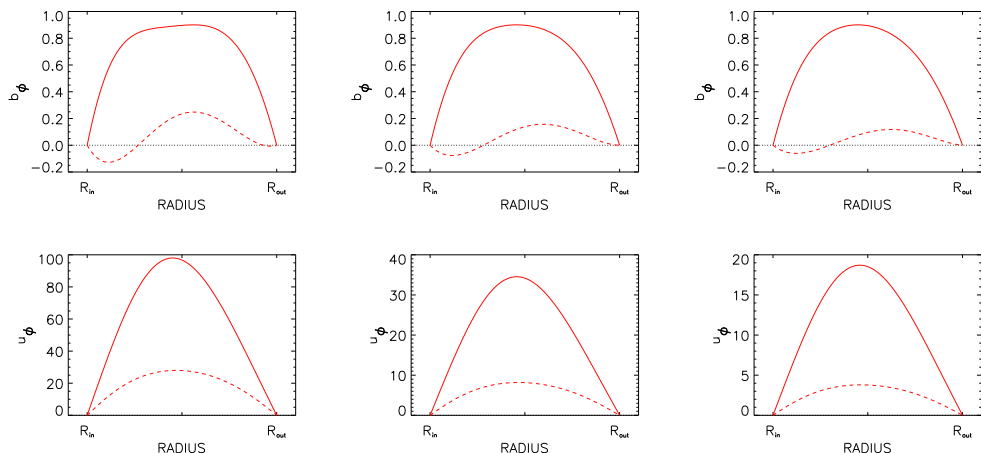 1.0 1.0 1.0
0.8 0.8 0.8
0.6 0.6 0.6
bϕ bϕ bϕ
0.4 0.4 0.4
0.2 0.2 0.2
0.0 0.0 0.0
−0.2 −0.2 −0.2
Rin Rout Rin Rout Rin Rout
RADIUS RADIUS RADIUS
100 40 20
80 30 15
60
uϕ uϕ uϕ
40 20 10
20 10 5
0 0 0
Rin Rout Rin Rout Rin Rout
RADIUS RADIUS RADIUS